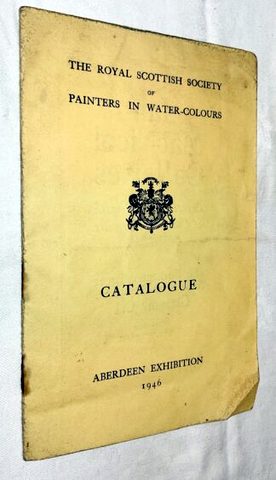 THE ROYAL SCOTTISH SOCIETY
OF
PAINTERS IN WATER-COLOURS
CATALOGUE
ABERDEEN EXHIBITION
1946